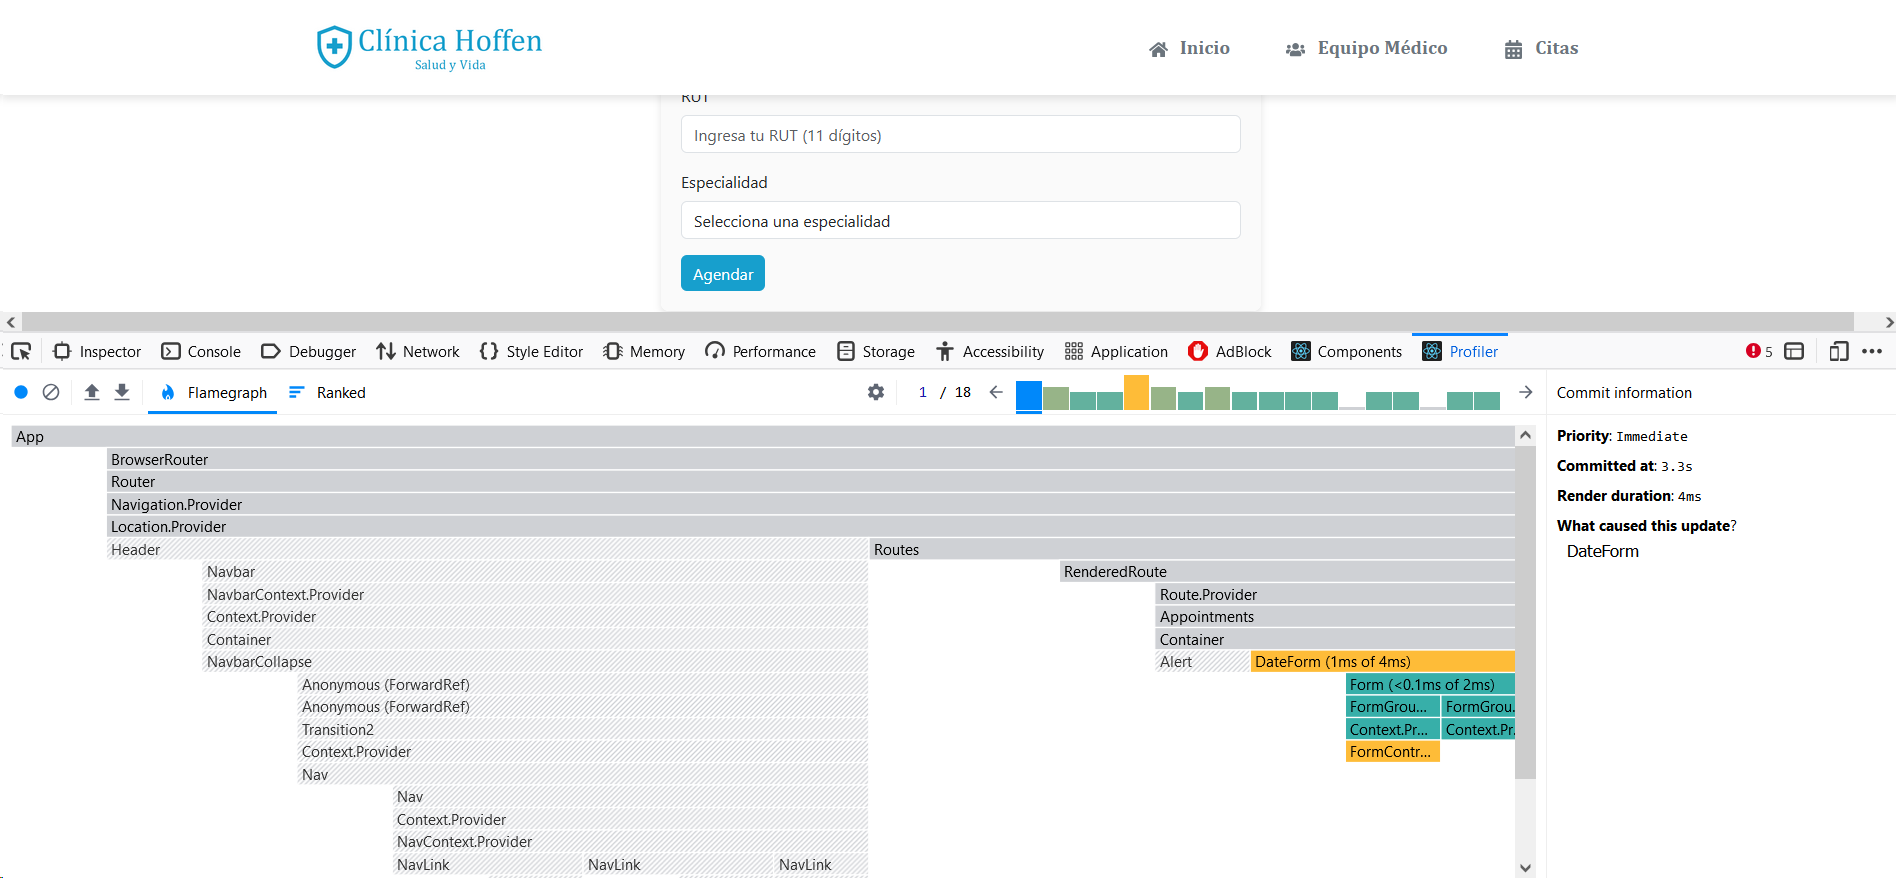 Clínica Hoffen
Salud y Vida
Inicio
Equipo Médico
Citas
RUT
Ingresa tu RUT (11 dígitos)
Especialidad
Selecciona una especialidad
Agendar
Inspector Console Debugger Network Style Editor Memory Performance Storage Accessibility Application AdBlock Components Profiler 5
Flamegraph Ranked 1 / 18 Commit information
App
BrowserRouter
Router
Navigation.Provider
Location.Provider
Header Routes
Navbar RenderedRoute
NavbarContext.Provider Route.Provider
Context.Provider Appointments
Container Container
NavbarCollapse Alert DateForm (1ms of 4ms)
Anonymous (ForwardRef) Form (<0.1ms of 2ms)
Anonymous (ForwardRef) FormGrou... FormGrou...
Transition2 Context.Pr... Context.Pr...
Context.Provider FormContr...
Nav
Nav
Context.Provider
NavContext.Provider
NavLink NavLink NavLink
Priority: Immediate
Committed at: 3.3s
Render duration: 4ms
What caused this update?
DateForm